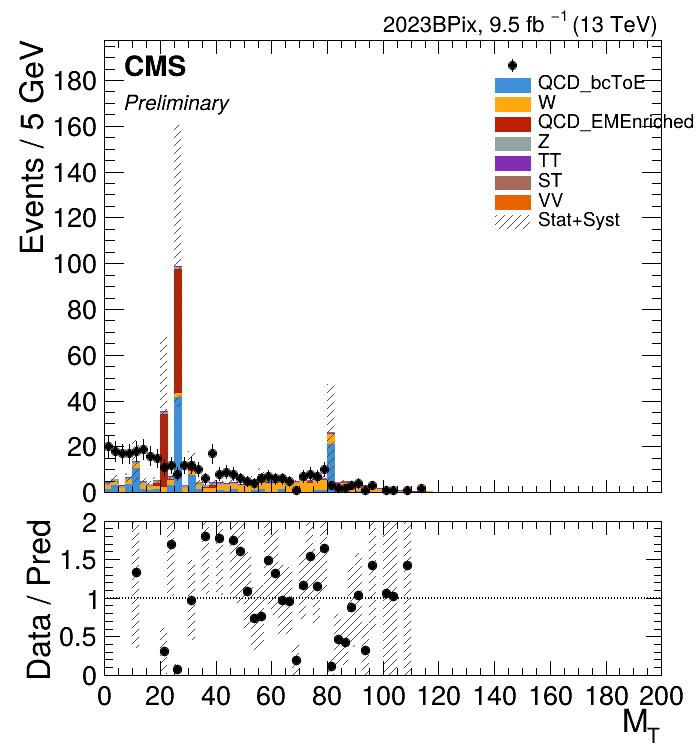 2023BPix, 9.5 fb⁻¹ (13 TeV)
CMS
Preliminary
QCD_bcToE
W
QCD_EMEnriched
Z
TT
ST
VV
Stat+Syst
Events / 5 GeV
180
160
140
120
100
80
60
40
20
0
Data / Pred
2
1.5
1
0.5
0
0 20 40 60 80 100 120 140 160 180 200
M_T